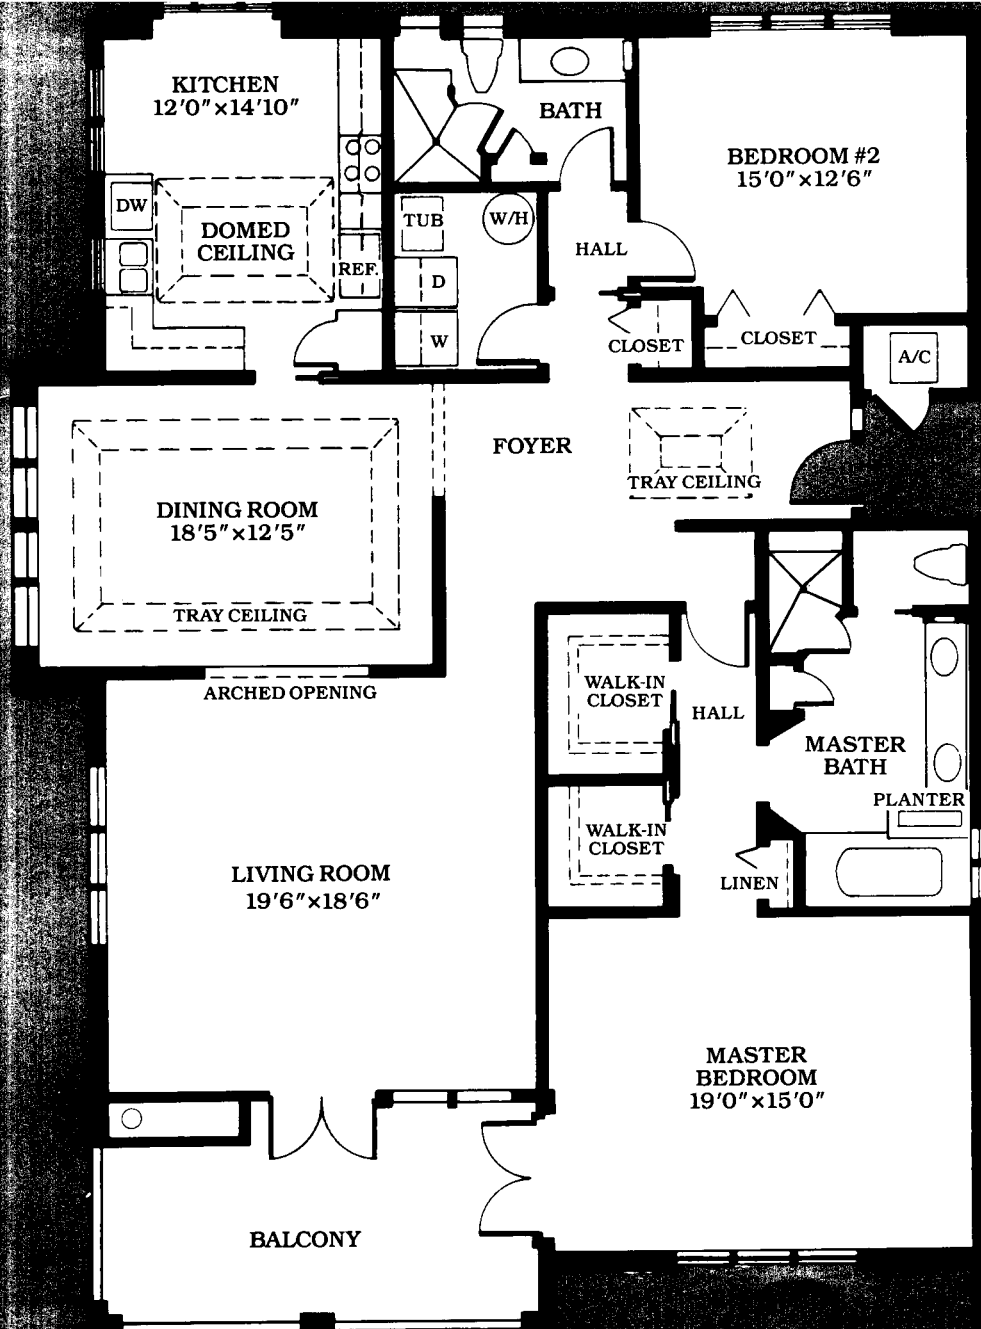 KITCHEN
12'0"×14'10"
BATH
BEDROOM #2
15'0"×12'6"
DW
DOMED
CEILING
TUB
W/H
HALL
REF.
D
W
CLOSET
CLOSET
A/C
FOYER
TRAY CEILING
DINING ROOM
18'5"×12'5"
TRAY CEILING
ARCHED OPENING
WALK-IN
CLOSET
HALL
MASTER
BATH
PLANTER
WALK-IN
CLOSET
LINEN
LIVING ROOM
19'6"×18'6"
MASTER
BEDROOM
19'0"×15'0"
BALCONY